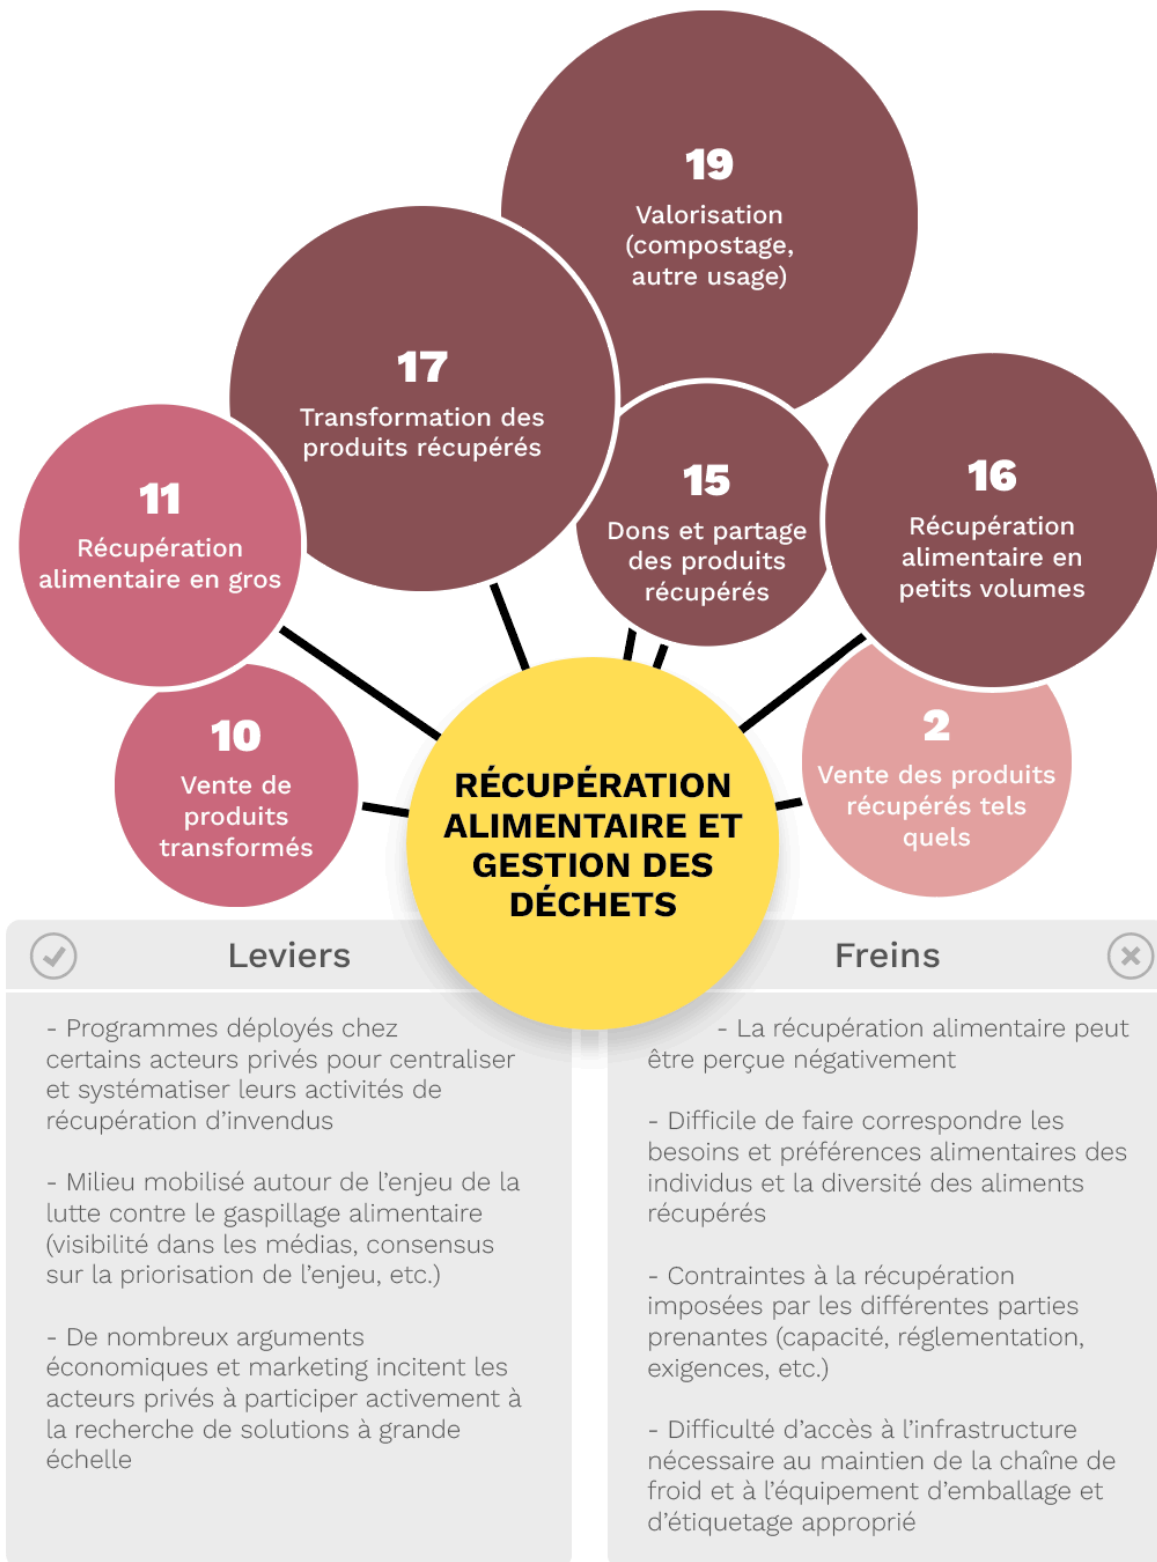 19
Valorisation
(compostage,
autre usage)
17
Transformation des
produits récupérés
11
Récupération
alimentaire en gros
15
Dons et partage
des produits
récupérés
16
Récupération
alimentaire en
petits volumes
10
Vente de
produits
transformés
2
Vente des produits
récupérés tels
quels
RÉCUPÉRATION
ALIMENTAIRE ET
GESTION DES
DÉCHETS
Leviers
- Programmes déployés chez
certains acteurs privés pour centraliser
et systématiser leurs activités de
récupération d’invendus
- Milieu mobilisé autour de l’enjeu de la
lutte contre le gaspillage alimentaire
(visibilité dans les médias, consensus
sur la priorisation de l’enjeu, etc.)
- De nombreux arguments
économiques et marketing incitent les
acteurs privés à participer activement à
la recherche de solutions à grande
échelle
Freins
- La récupération alimentaire peut
être perçue négativement
- Difficile de faire correspondre les
besoins et préférences alimentaires des
individus et la diversité des aliments
récupérés
- Contraintes à la récupération
imposées par les différentes parties
prenantes (capacité, réglementation,
exigences, etc.)
- Difficulté d’accès à l’infrastructure
nécessaire au maintien de la chaîne de
froid et à l’équipement d’emballage et
d’étiquetage approprié